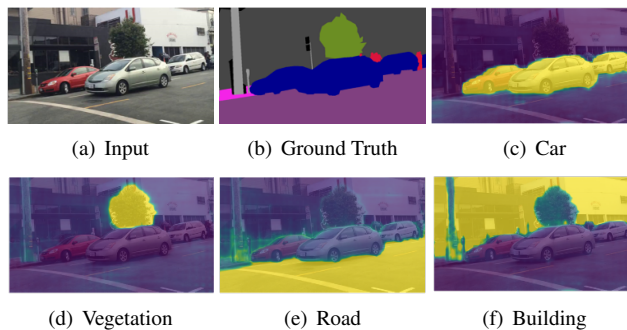 (a) Input
(b) Ground Truth
(c) Car
(d) Vegetation
(e) Road
(f) Building